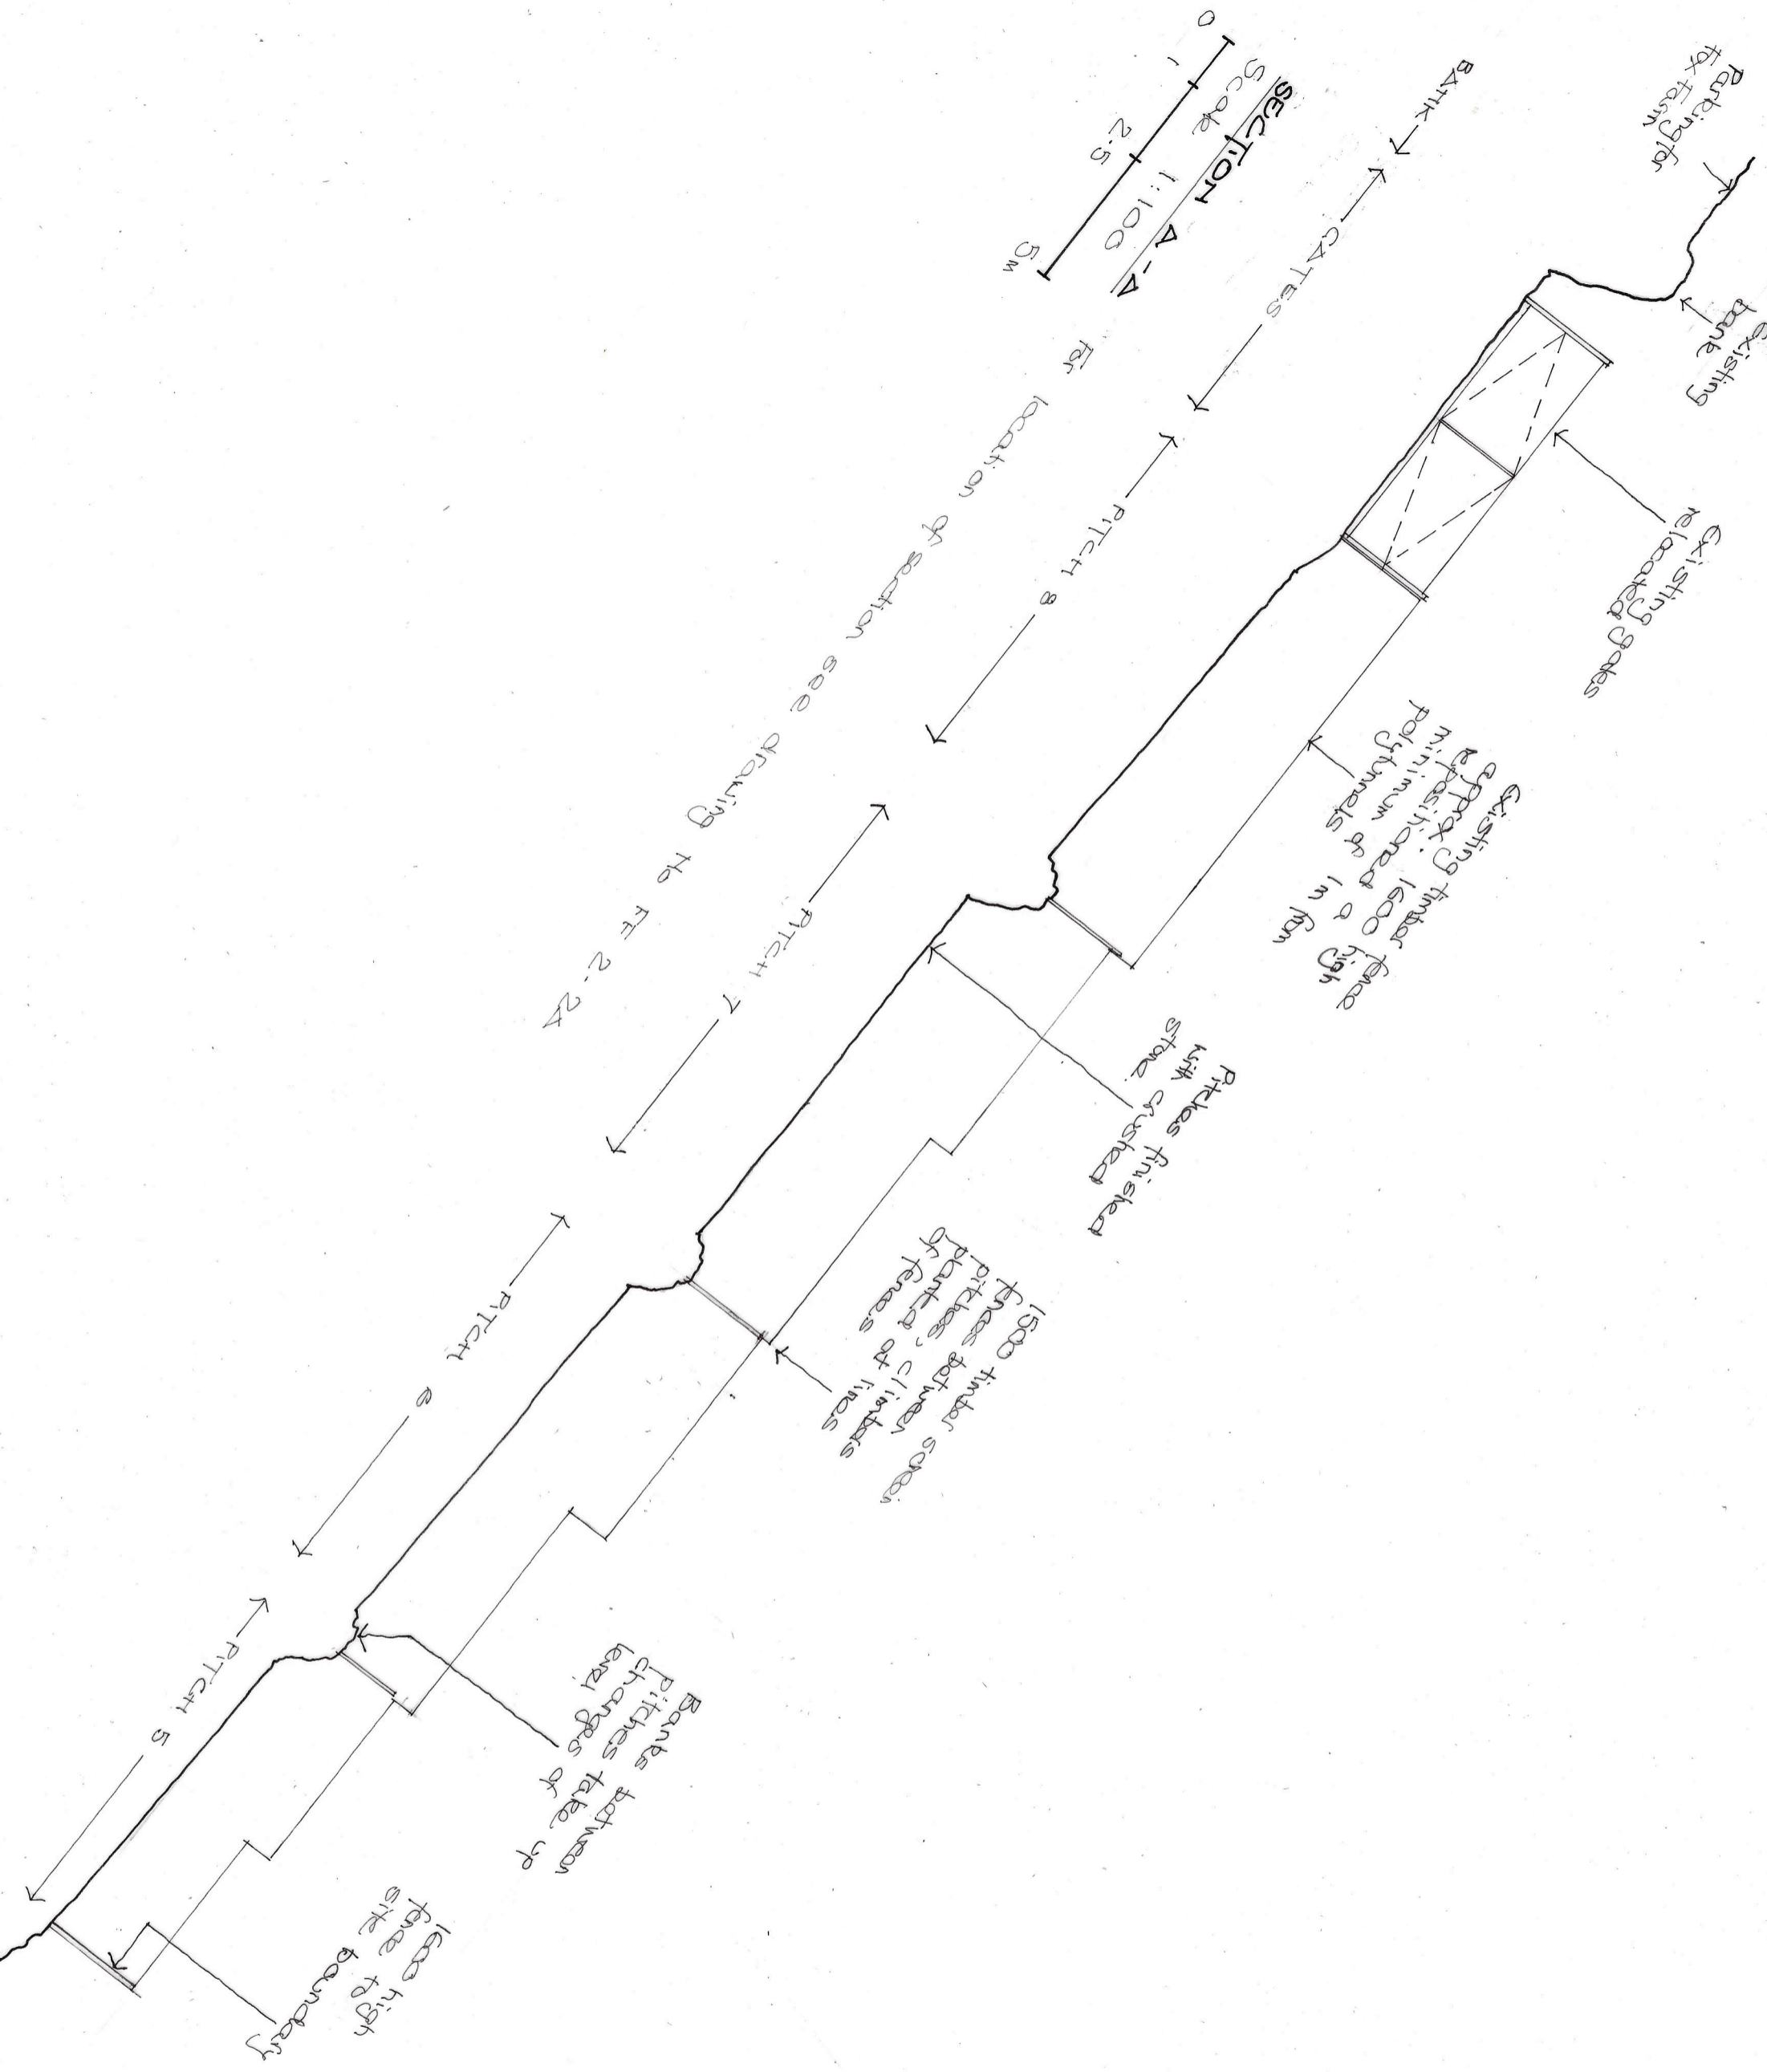 Parking for
Fox Farm
existing
bank
existing
relocated gates
existing timber fence
approx. 1600 high
repositioned a
minimum of 1m from
polytunnels
Pitches finished
with crushed
stone.
1500 timber screen
fences between
pitches, climbers
planted at lines
of fences
Banks between
pitches take up
changes of
level
1600 high
fence to
site boundary
BANK
GATES
PITCH 8
PITCH 7
PITCH 6
PITCH 5
SECTION A-A for location of section see drawing No FF 2-2A
Scale 1:100
0 1 2.5 5m